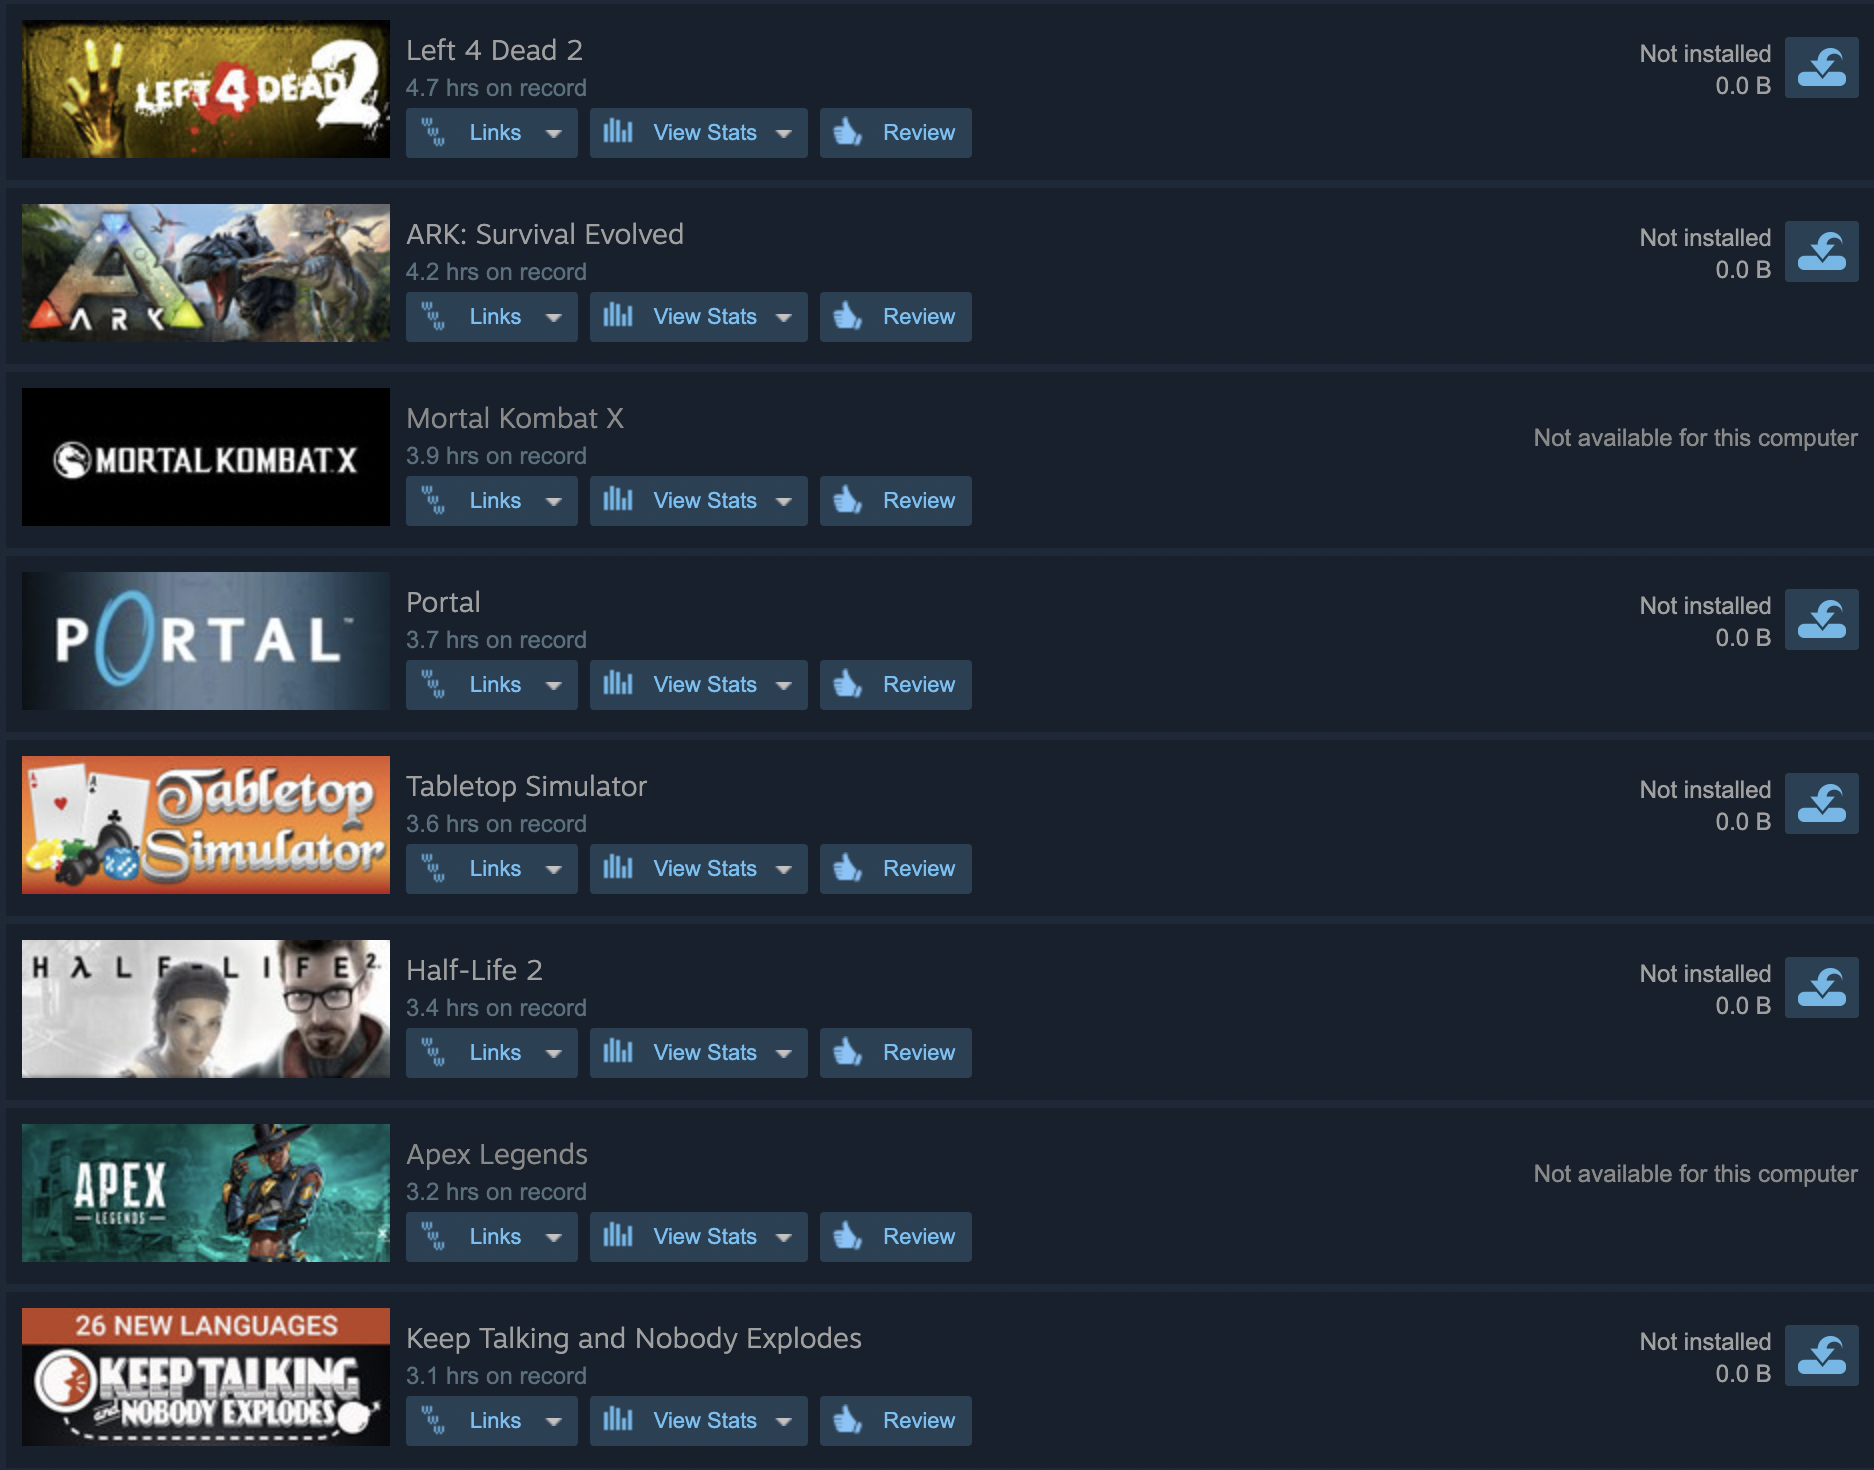 LEFT 4 DEAD 2
Left 4 Dead 2
4.7 hrs on record
Links
View Stats
Review
Not installed
0.0 B
ARK
ARK: Survival Evolved
4.2 hrs on record
Links
View Stats
Review
Not installed
0.0 B
MORTAL KOMBAT X
Mortal Kombat X
3.9 hrs on record
Links
View Stats
Review
Not available for this computer
PORTAL™
Portal
3.7 hrs on record
Links
View Stats
Review
Not installed
0.0 B
Tabletop
Simulator
Tabletop Simulator
3.6 hrs on record
Links
View Stats
Review
Not installed
0.0 B
HλLF-LIFE 2
Half-Life 2
3.4 hrs on record
Links
View Stats
Review
Not installed
0.0 B
APEX
LEGENDS
Apex Legends
3.2 hrs on record
Links
View Stats
Review
Not available for this computer
26 NEW LANGUAGES
KEEP TALKING
and NOBODY EXPLODES
Keep Talking and Nobody Explodes
3.1 hrs on record
Links
View Stats
Review
Not installed
0.0 B